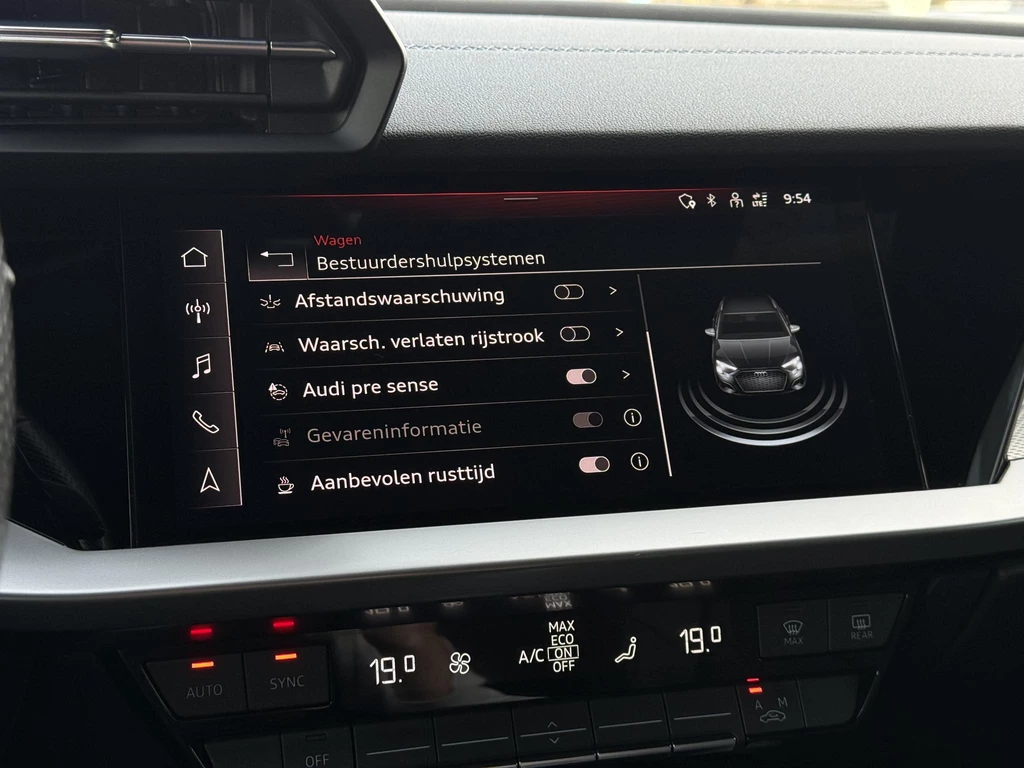 LTE 9:54
Wagen
Bestuurdershulpsystemen
Afstandswaarschuwing
Waarsch. verlaten rijstrook
Audi pre sense
Gevareninformatie
Aanbevolen rusttijd
MAX
ECO
A/C ON
OFF
19.0
19.0
AUTO
SYNC
MAX
REAR
A M
OFF